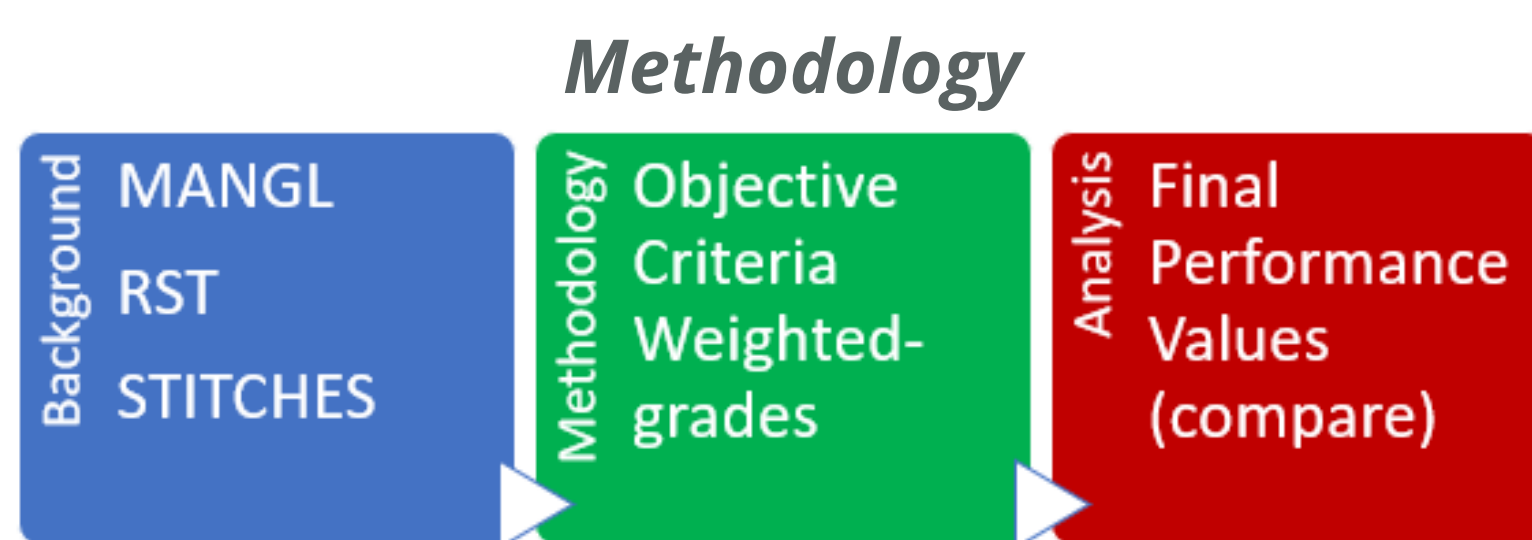 Methodology
Background
MANGL
RST
STITCHES
Methodology
Objective
Criteria
Weighted-
grades
Analysis
Final
Performance
Values
(compare)